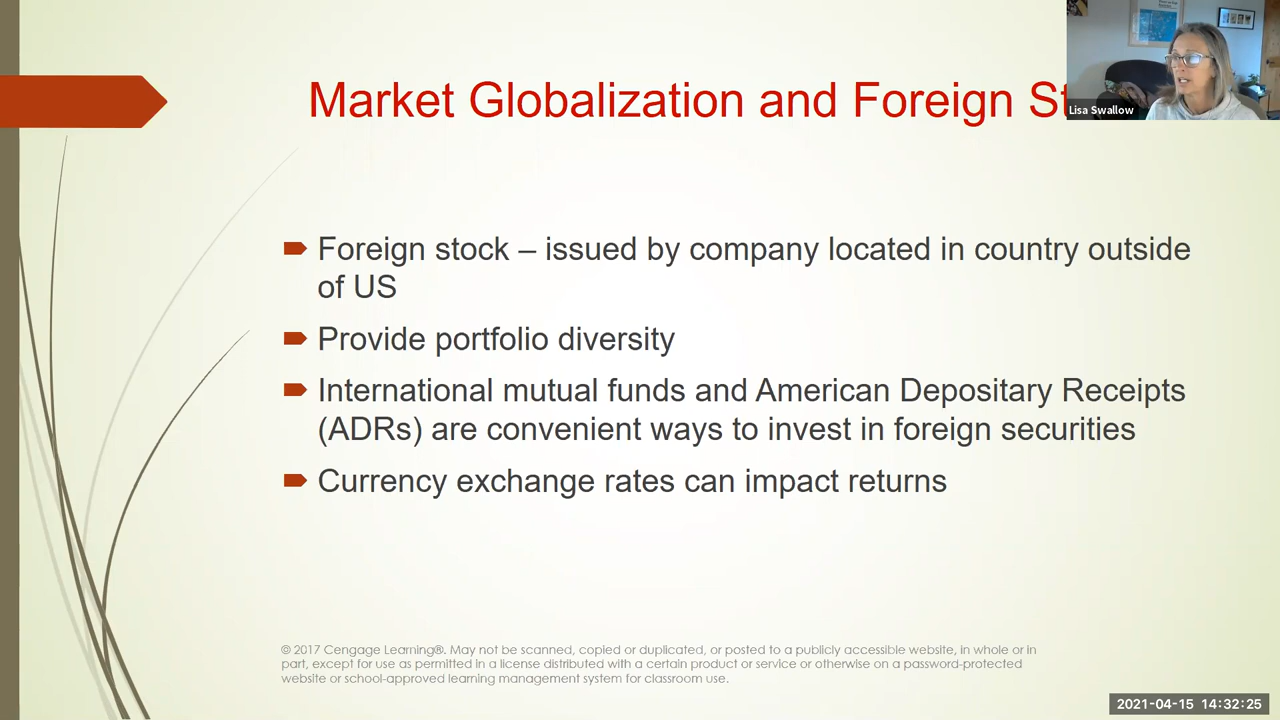 Market Globalization and Foreign
Lisa Swallow
Foreign stock – issued by company located in country outside
of US
Provide portfolio diversity
International mutual funds and American Depositary Receipts
(ADRs) are convenient ways to invest in foreign securities
Currency exchange rates can impact returns
© 2017 Cengage Learning®. May not be scanned, copied or duplicated, or posted to a publicly accessible website, in whole or in
part, except for use as permitted in a license distributed with a certain product or service or otherwise on a password-protected
website or school-approved learning management system for classroom use.
2021-04-15 14:32:25